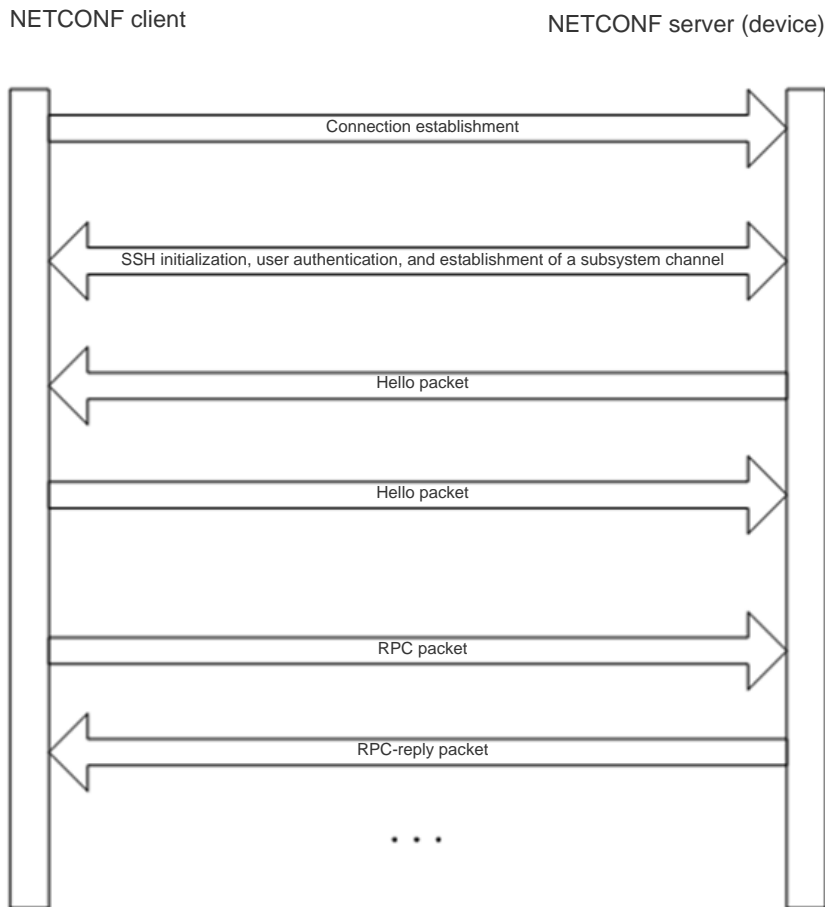 NETCONF client
NETCONF server (device)
Connection establishment
SSH initialization, user authentication, and establishment of a subsystem channel
Hello packet
Hello packet
RPC packet
RPC-reply packet
. . .